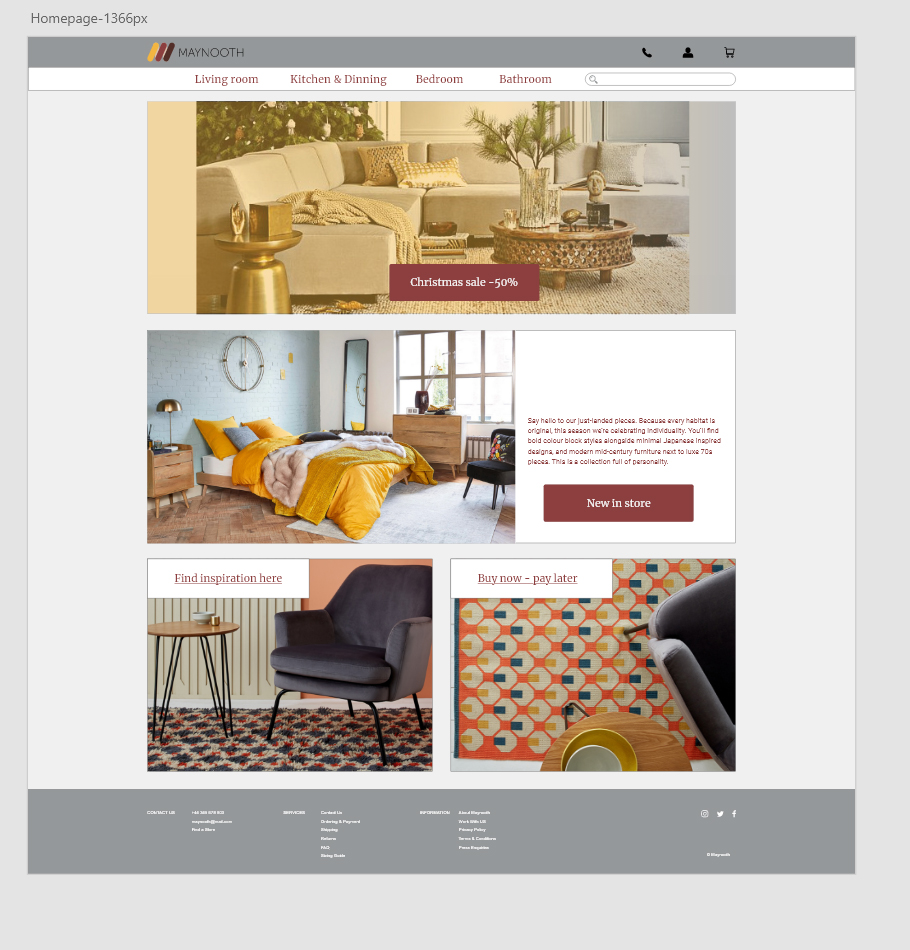 Homepage-1366px
MAYNOOTH
Living room
Kitchen & Dinning
Bedroom
Bathroom
Christmas sale -50%
Say hello to our just-landed pieces. Because every habitat is
original, this season we're celebrating individuality. You'll find
bold colour block styles alongside minimal Japanese inspired
designs, and modern mid-century furniture next to luxe 70s
pieces. This is a collection full of personality.
New in store
Find inspiration here
Buy now - pay later
CONTACT US
maynooth@mail.com
Find a Store
SERVICES
Contact Us
Ordering & Payment
Shipping
Returns
FAQ
Sizing Guide
INFORMATION
About Maynooth
Work With US
Privacy Policy
Terms & Conditions
Press Enquiries
© Maynooth